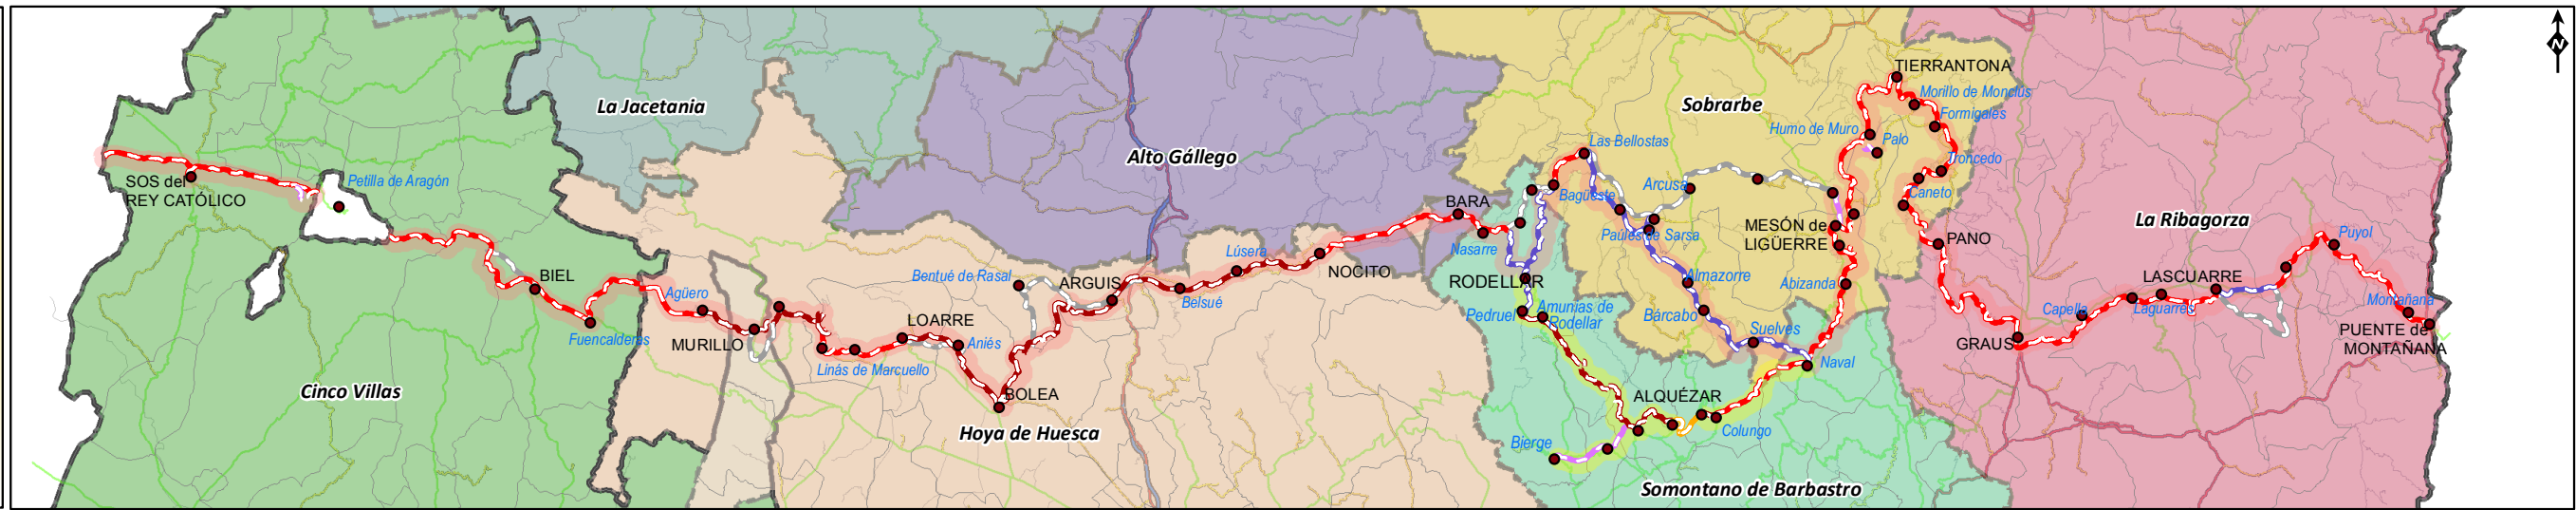 N
SOS del
REY CATÓLICO
Petilla de Aragón
BIEL
Fuencalderas
Cinco Villas
La Jacetania
Agüero
MURILLO
Linás de Marcuello
LOARRE
Aniés
BOLEA
Bentué de Rasal
ARGUIS
Hoya de Huesca
Alto Gállego
Belsué
Lúsera
NOCITO
BARA
Nasarre
RODELLAR
Pedruel
Amunias de
Rodellar
Bierge
Las Bellostas
Bagüeste
Arcusa
Paúles de Sarsa
Almazorre
Bárcabo
Suelves
ALQUÉZAR
Colungo
Naval
Somontano de Barbastro
Sobrarbe
MESÓN de
LIGÜERRE
Abizanda
Humo de Muro
Palo
TIERRANTONA
Morillo de Monclús
Formigales
Troncedo
Caneto
PANO
GRAUS
La Ribagorza
Capella
Laguarres
LASCUARRE
Puyol
Montañana
PUENTE de
MONTAÑANA